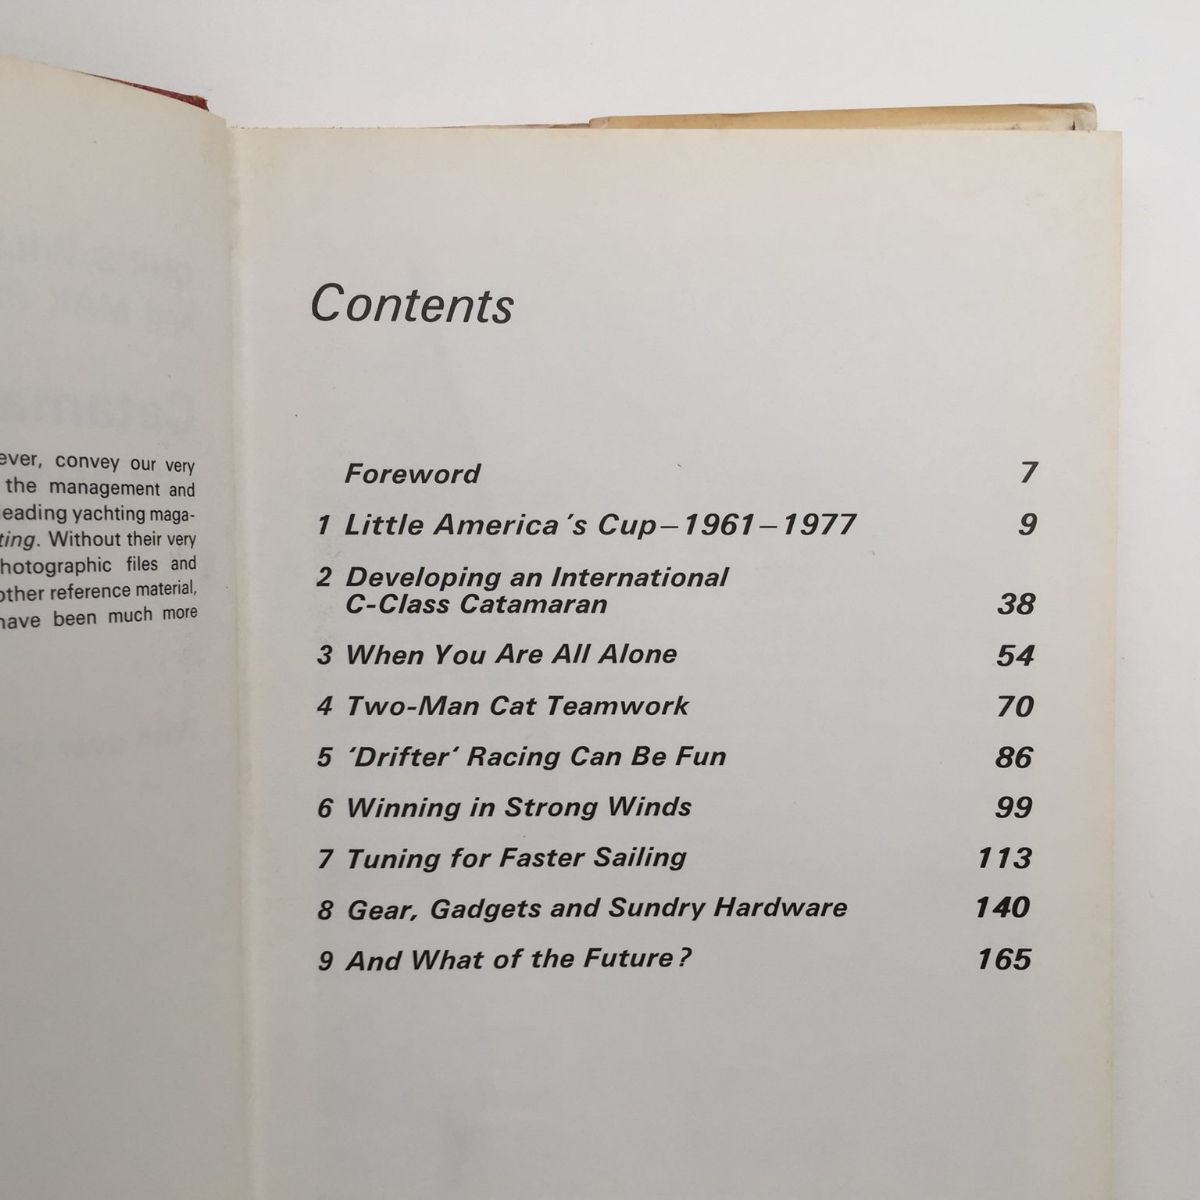 ever, convey our very
the management and
eading yachting maga-
ting. Without their very
hotographic files and
other reference material,
have been much more
Contents
Foreword 7
1 Little America's Cup–1961–1977 9
2 Developing an International
C-Class Catamaran 38
3 When You Are All Alone 54
4 Two-Man Cat Teamwork 70
5 'Drifter' Racing Can Be Fun 86
6 Winning in Strong Winds 99
7 Tuning for Faster Sailing 113
8 Gear, Gadgets and Sundry Hardware 140
9 And What of the Future? 165